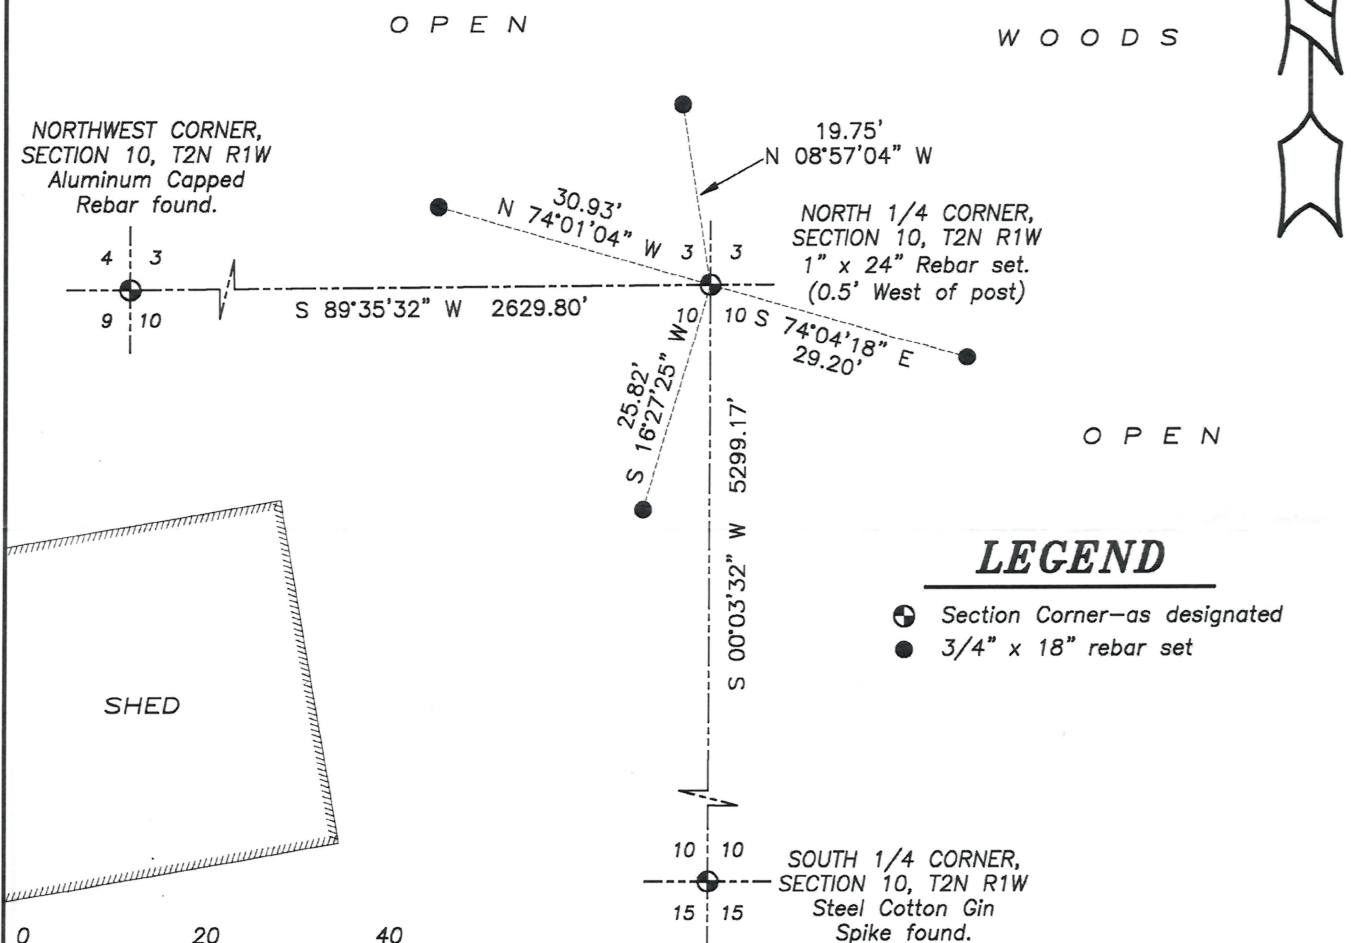 OPEN
WOODS
NORTHWEST CORNER,
SECTION 10, T2N R1W
Aluminum Capped
Rebar found.
4 3
9 10
19.75'
N 08°57'04" W
30.93'
N 74°01'04" W
NORTH 1/4 CORNER,
SECTION 10, T2N R1W
1" x 24" Rebar set.
(0.5' West of post)
3 3
10 10
S 89°35'32" W 2629.80'
S 74°04'18" E
29.20'
25.82'
S 16°27'25" W
S 00°03'32" W 5299.17'
OPEN
LEGEND
Section Corner-as designated
3/4" x 18" rebar set
SHED
10 10
15 15
SOUTH 1/4 CORNER,
SECTION 10, T2N R1W
Steel Cotton Gin
Spike found.
0 20 40